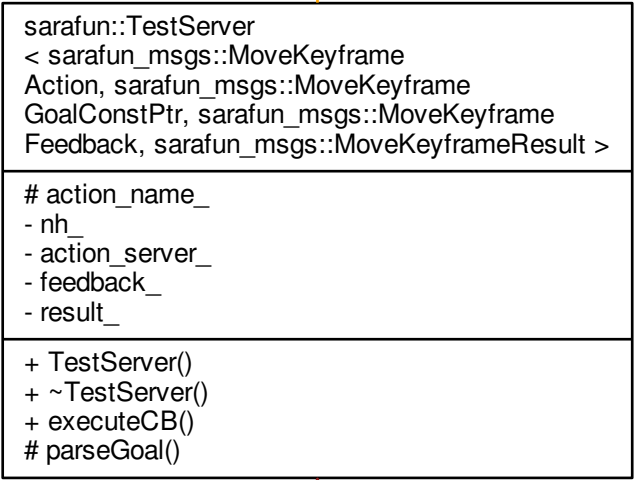 sarafun::TestServer
< sarafun_msgs::MoveKeyframe
Action, sarafun_msgs::MoveKeyframe
GoalConstPtr, sarafun_msgs::MoveKeyframe
Feedback, sarafun_msgs::MoveKeyframeResult >
# action_name_
- nh_
- action_server_
- feedback_
- result_
+ TestServer()
+ ~TestServer()
+ executeCB()
# parseGoal()